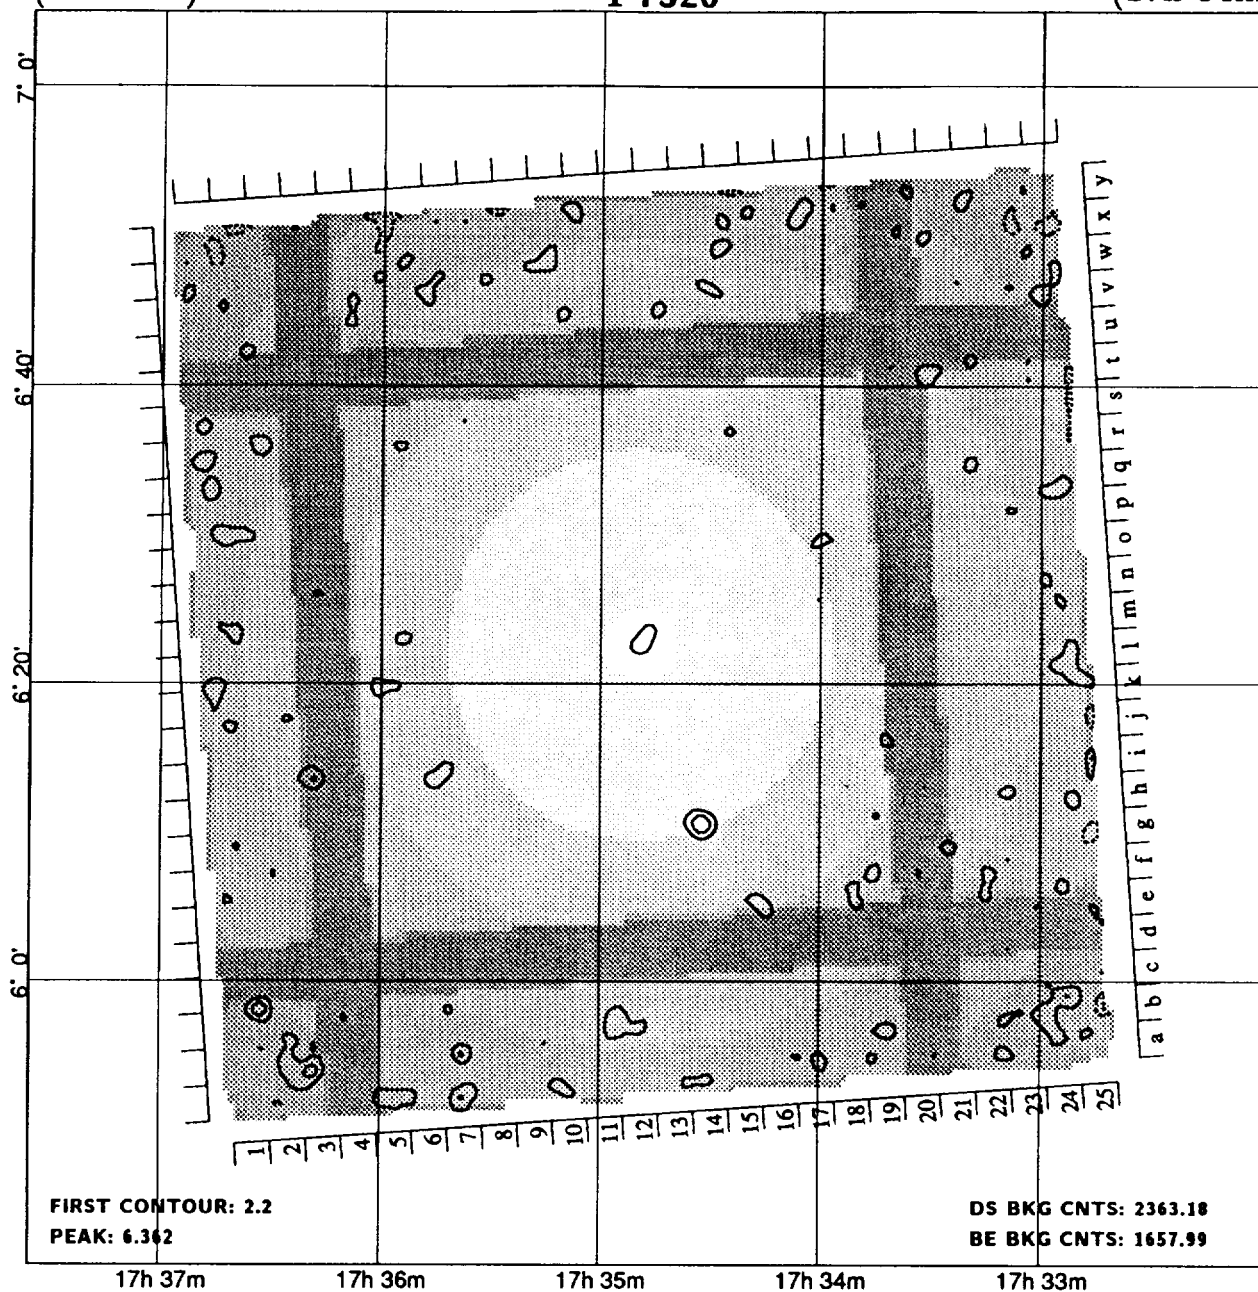 7° 0'
6° 40'
6° 20'
6° 0'
a b c d e f g h i j k l m n o p q r s t u v w x y
1 2 3 4 5 6 7 8 9 10 11 12 13 14 15 16 17 18 19 20 21 22 23 24 25
FIRST CONTOUR: 2.2
PEAK: 6.362
DS BKG CNTS: 2363.18
BE BKG CNTS: 1657.99
17h 37m 17h 36m 17h 35m 17h 34m 17h 33m